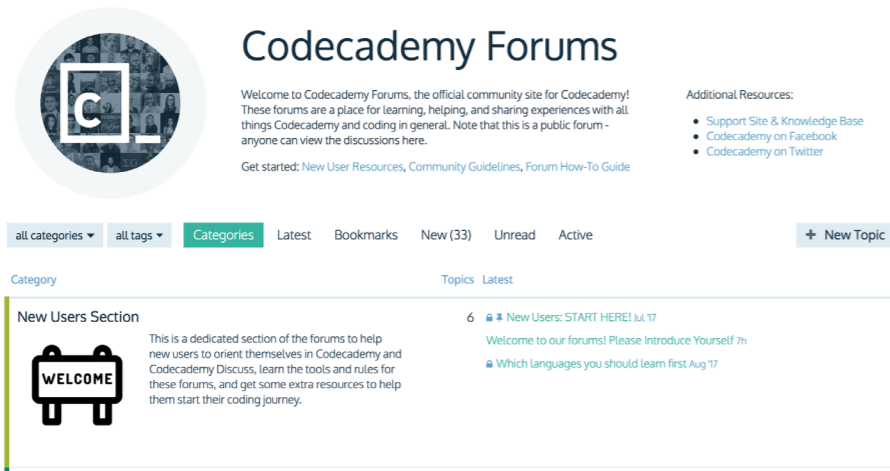 Codecademy Forums
C
Welcome to Codecademy Forums, the official community site for Codecademy!
These forums are a place for learning, helping, and sharing experiences with all
things Codecademy and coding in general. Note that this is a public forum -
anyone can view the discussions here.
Get started: New User Resources, Community Guidelines, Forum How-To Guide
Additional Resources:
Support Site & Knowledge Base
Codecademy on Facebook
Codecademy on Twitter
all categories all tags Categories Latest Bookmarks New (33) Unread Active + New Topic
Category Topics Latest
New Users Section 6 New Users: START HERE! Jul '17
This is a dedicated section of the forums to help
new users to orient themselves in Codecademy and
Codecademy Discuss, learn the tools and rules for
these forums, and get some extra resources to help
them start their coding journey.
WELCOME
Welcome to our forums! Please Introduce Yourself 7h
Which languages you should learn first Aug '17